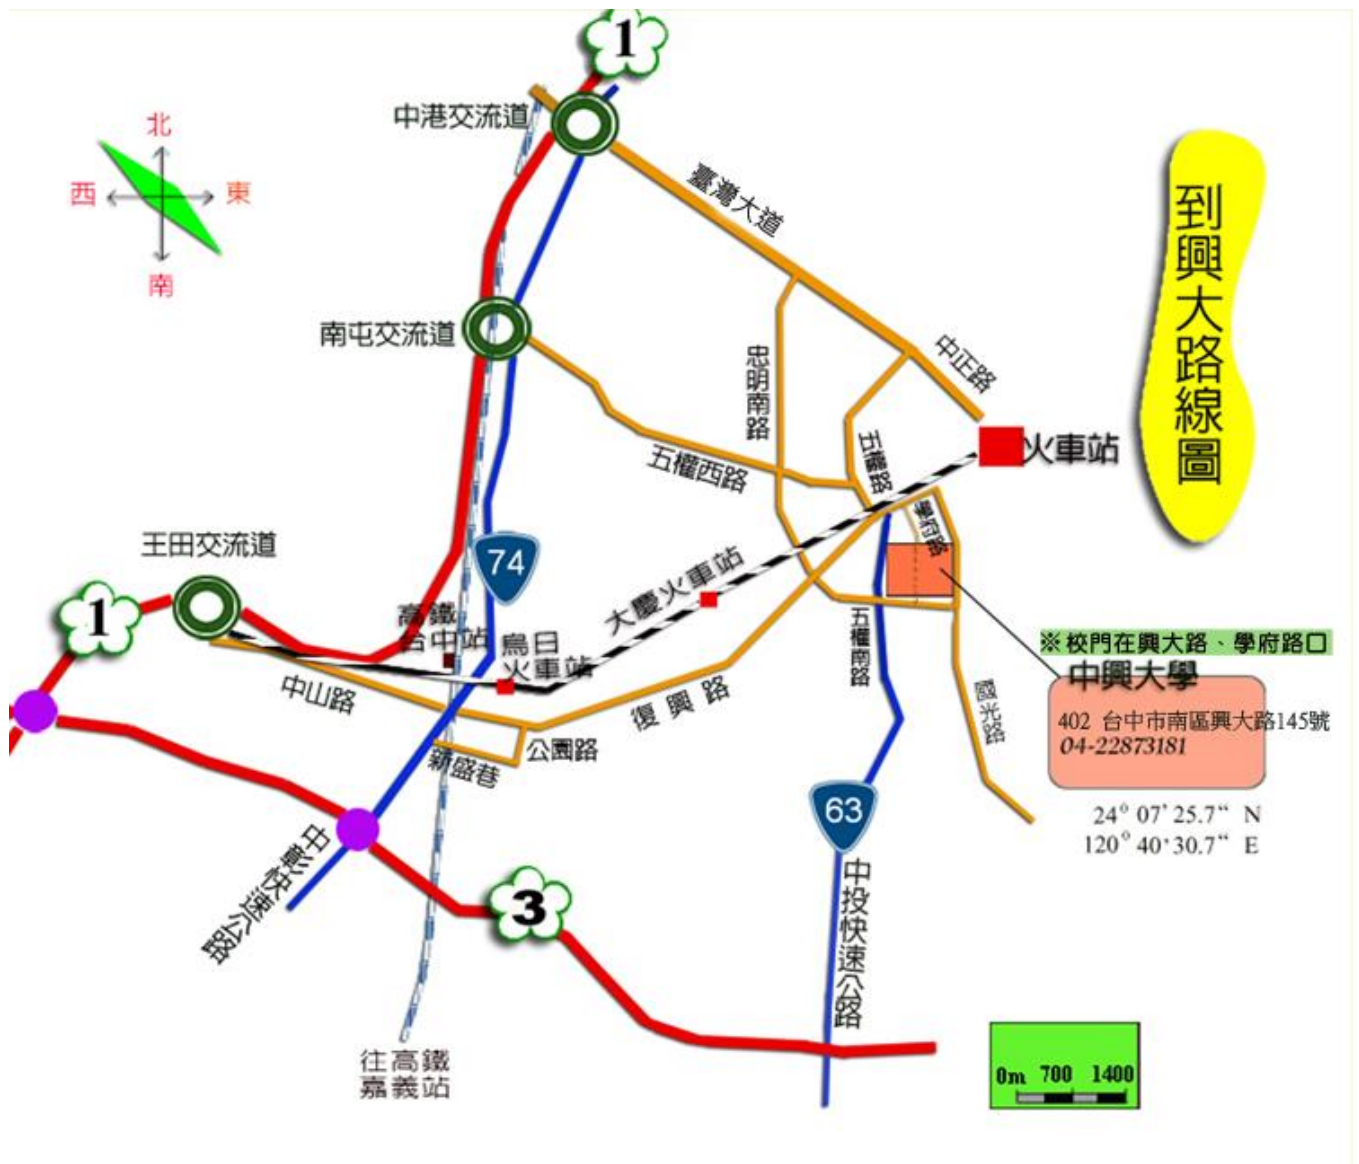 1
中港交流道
北
西
東
南
臺灣大道
到興大路線圖
南屯交流道
忠明南路
中正路
五權西路
五權路
火車站
學府路
王田交流道
74
大慶火車站
1
高鐵
台中站
烏日
火車站
五權南路
※校門在興大路、學府路口
中興大學
402 台中市南區興大路145號
04-22873181
中山路
復興路
國光路
公園路
新盛巷
24° 07' 25.7“ N
120° 40' 30.7“ E
63
中彰快速公路
3
中投快速公路
往高鐵
嘉義站
0m 700 1400